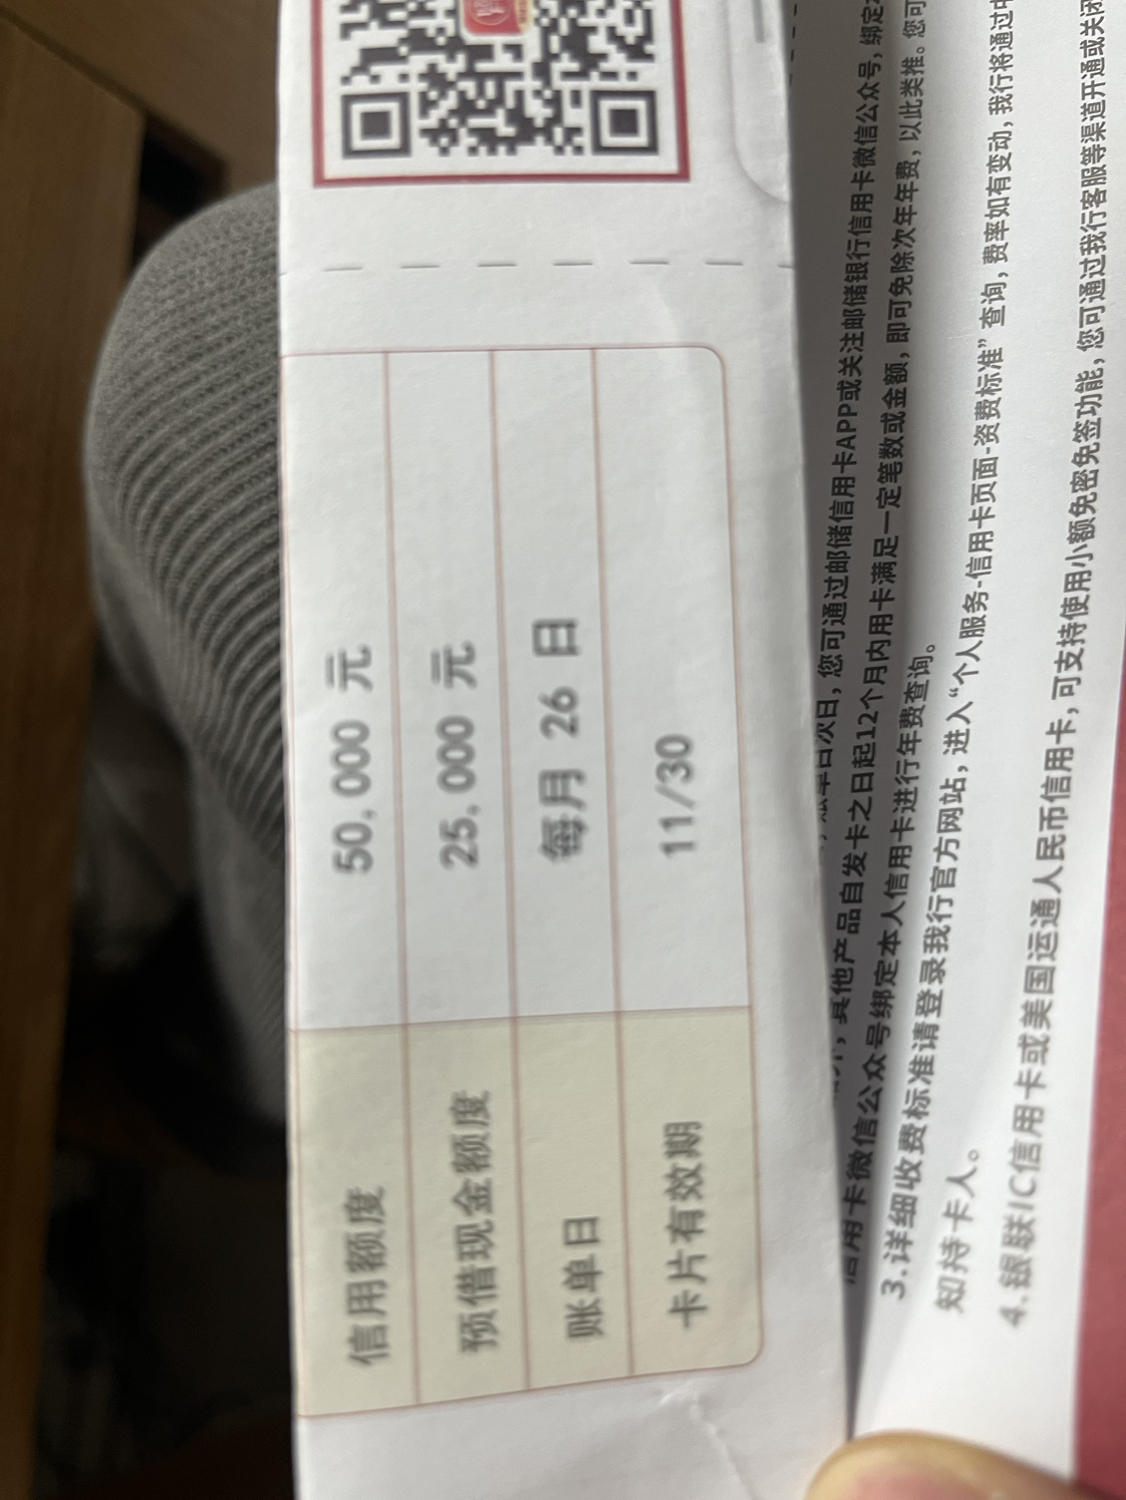 信用额度 50,000 元
预借现金额度 25,000 元
账单日 每月 26 日
卡片有效期 11/30
账单日次日, 您可通过邮储信用卡APP或关注邮储银行信用卡微信公众号, 绑定
其他产品自发卡之日起12个月内用卡满足一定笔数或金额, 即可免除次年年费, 以此类推。您可
信用卡微信公众号绑定本人信用卡进行年费查询。
3.详细收费标准请登录我行官方网站, 进入“个人服务-信用卡页面-资费标准” 查询, 费率如有变动, 我行将通过
知持卡人。
4.银联IC信用卡或美国运通人民币信用卡, 可支持使用小额免密免签功能, 您可通过我行客服等渠道开通或关闭